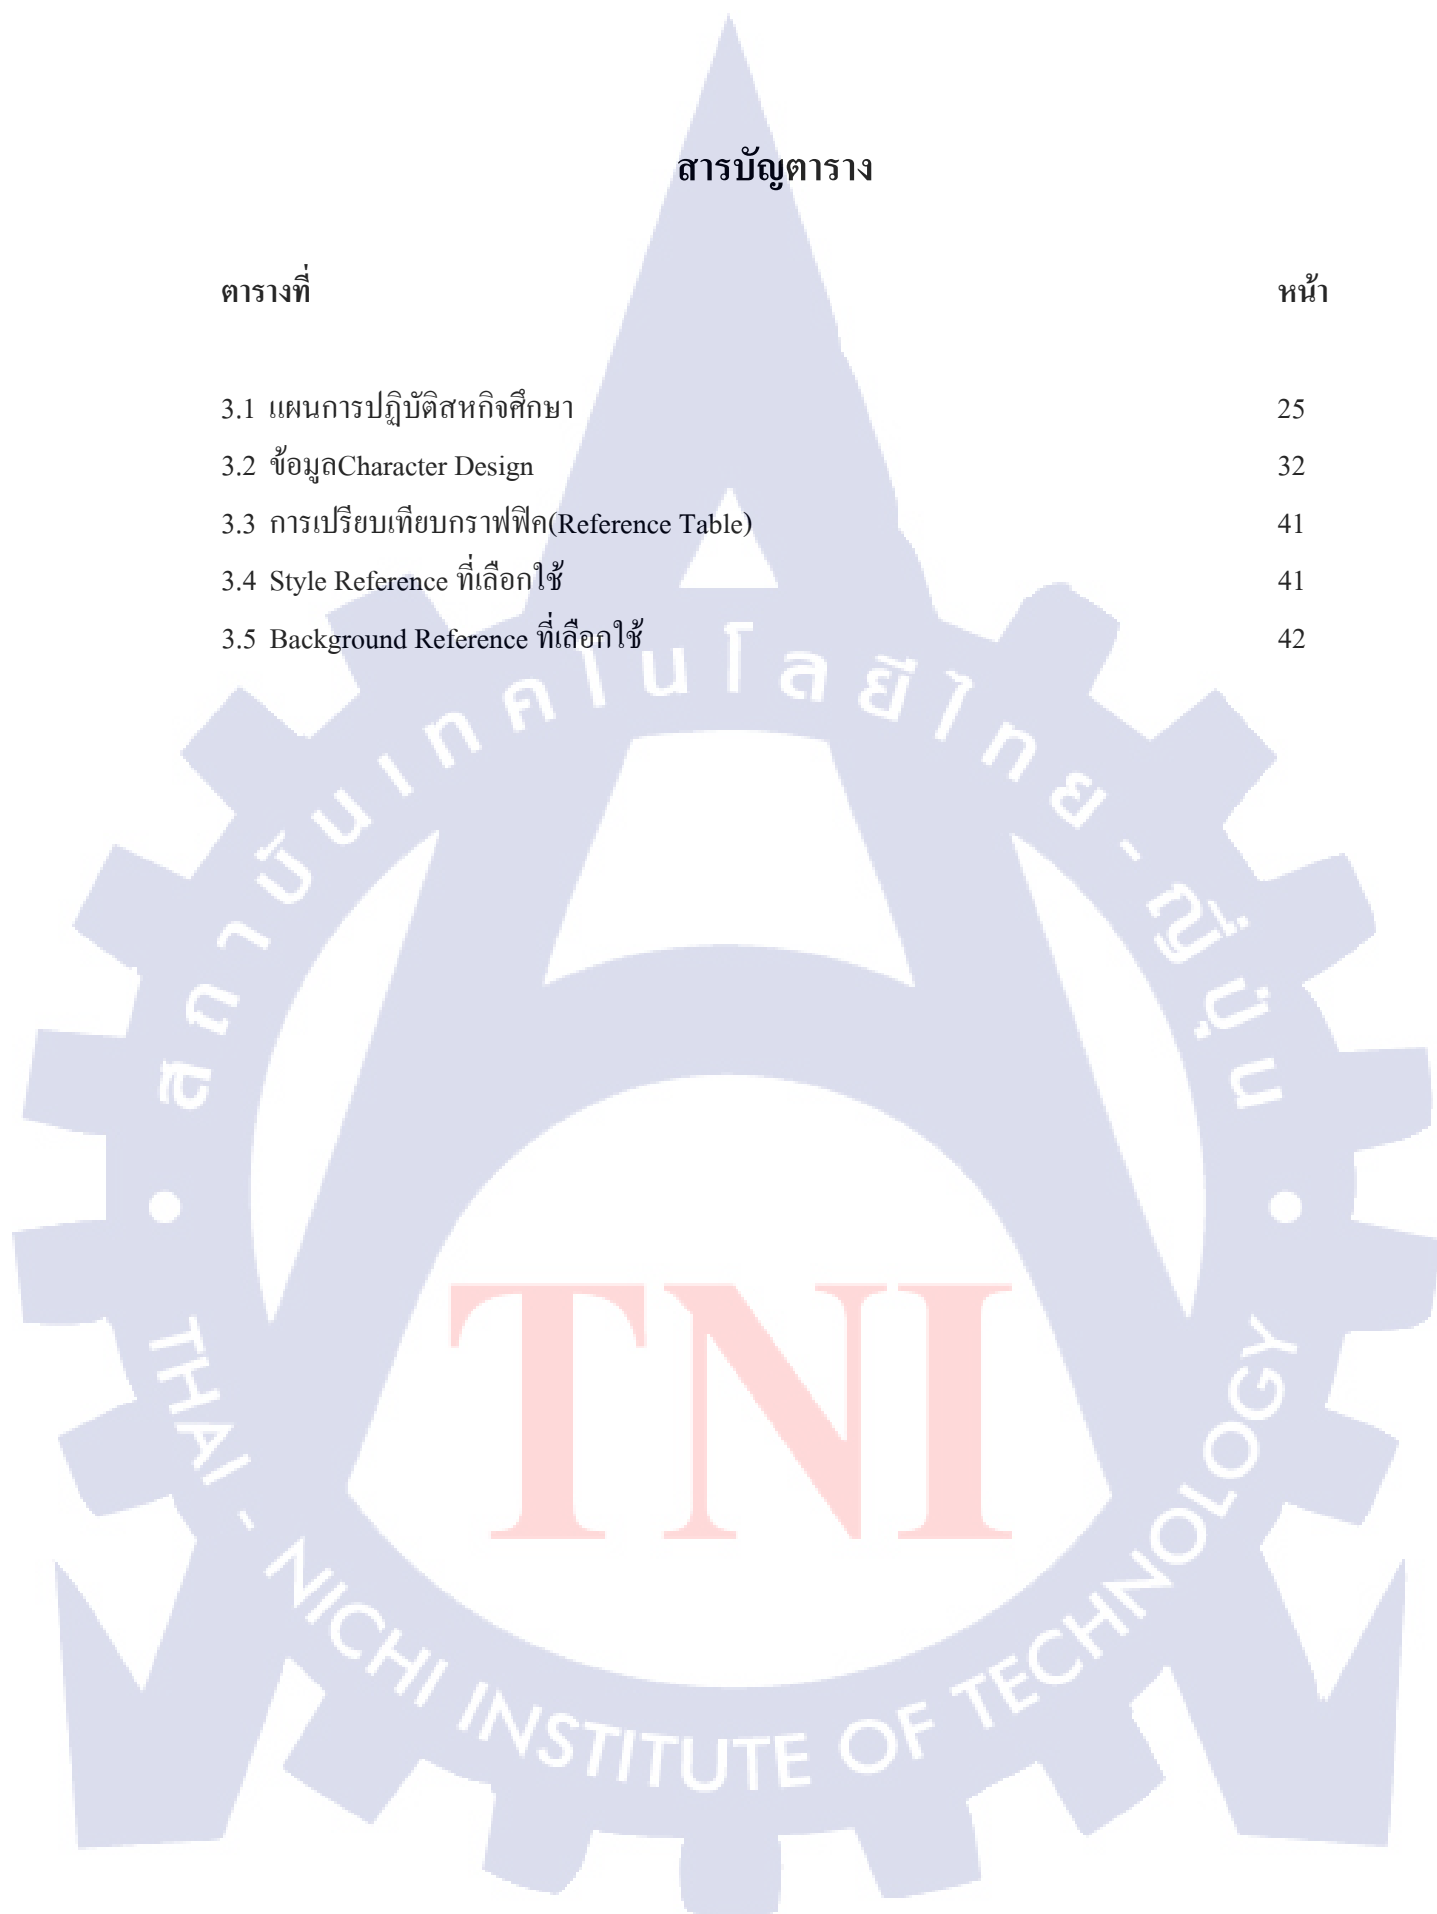 สารบัญตาราง
ตารางที่ หน้า
3.1 แผนการปฏิบัติสหกิจศึกษา 25
3.2 ข้อมูลCharacter Design 32
3.3 การเปรียบเทียบกราฟฟิค(Reference Table) 41
3.4 Style Reference ที่เลือกใช้ 41
3.5 Background Reference ที่เลือกใช้ 42
สถาบันเทคโนโลยีไทย - ญี่ปุ่น
TNI
THAI - NICHI INSTITUTE OF TECHNOLOGY